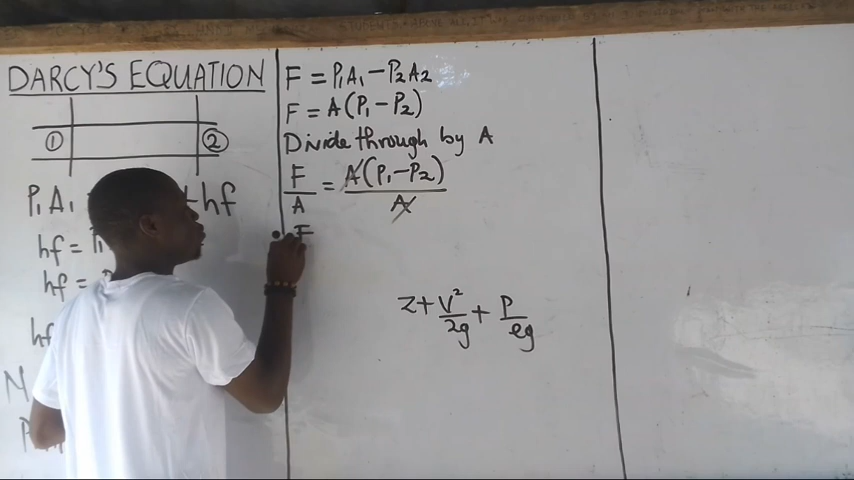 DARCY'S EQUATION
① ②
P₁A₁ +hf
hf =
hf =
hf
F = P₁A₁ - P₂A₂
F = A(P₁ - P₂)
Divide through by A
F/A = A(P₁-P₂)/A
F
Z + V²/2g + P/ρg